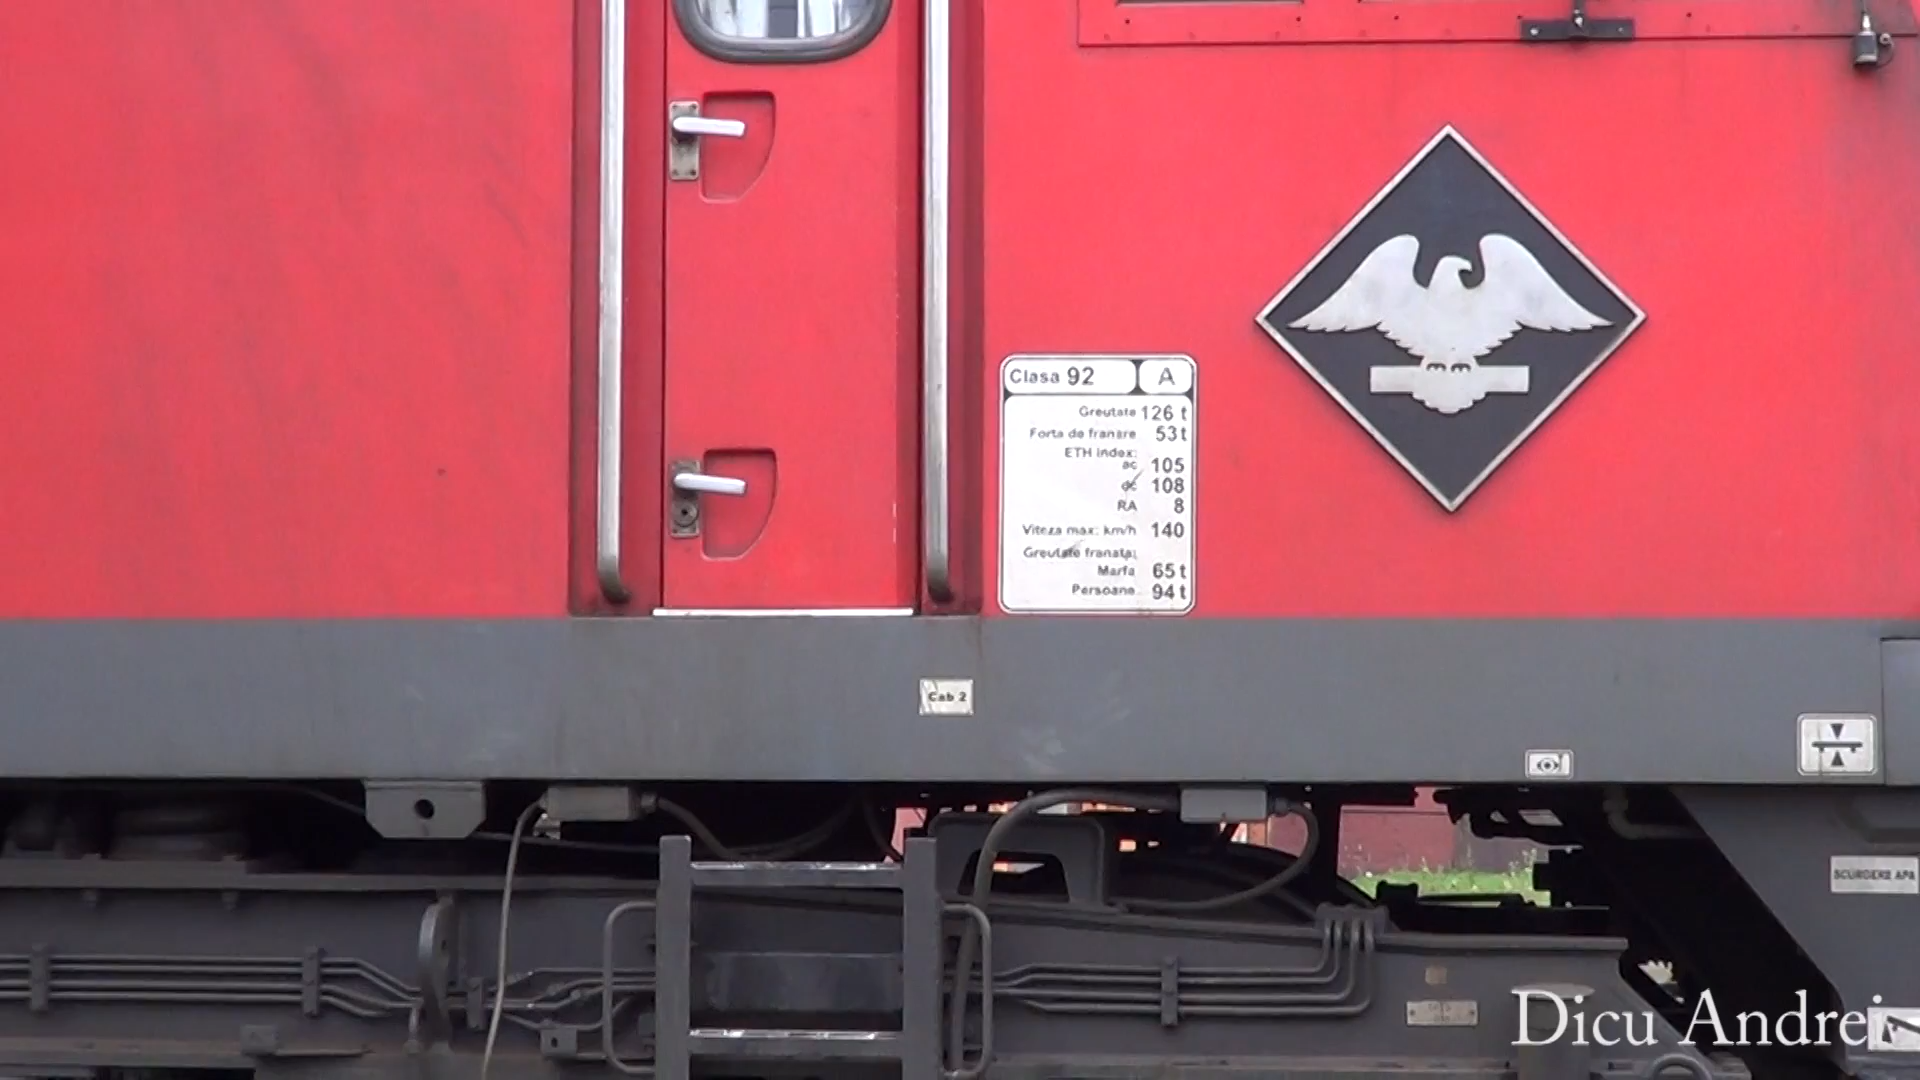 Clasa 92 A
Greutate 126 t
Forta de franare 53 t
ETH index:
ac 105
dc 108
RA 8
Viteza max: km/h 140
Greutate franata:
Marfa 65 t
Persoane 94 t
Cab 2
SCURGERE APA
Dicu Andrei